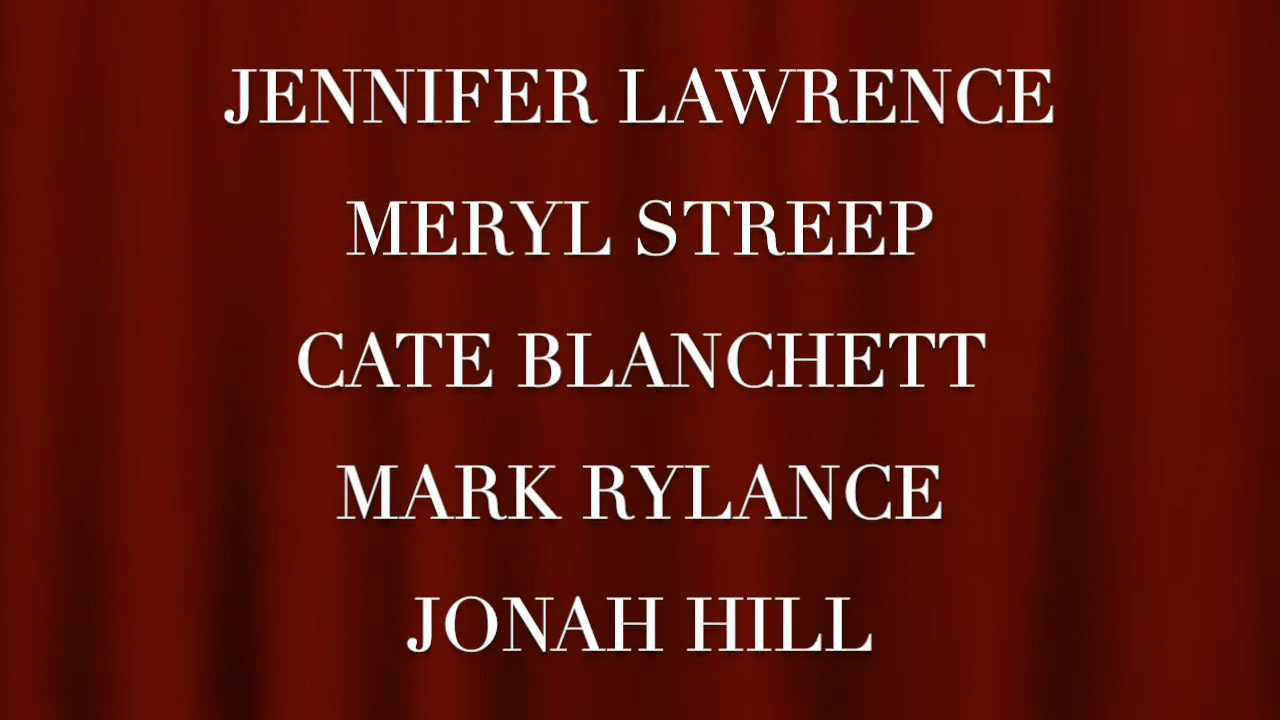 JENNIFER LAWRENCE
MERYL STREEP
CATE BLANCHETT
MARK RYLANCE
JONAH HILL